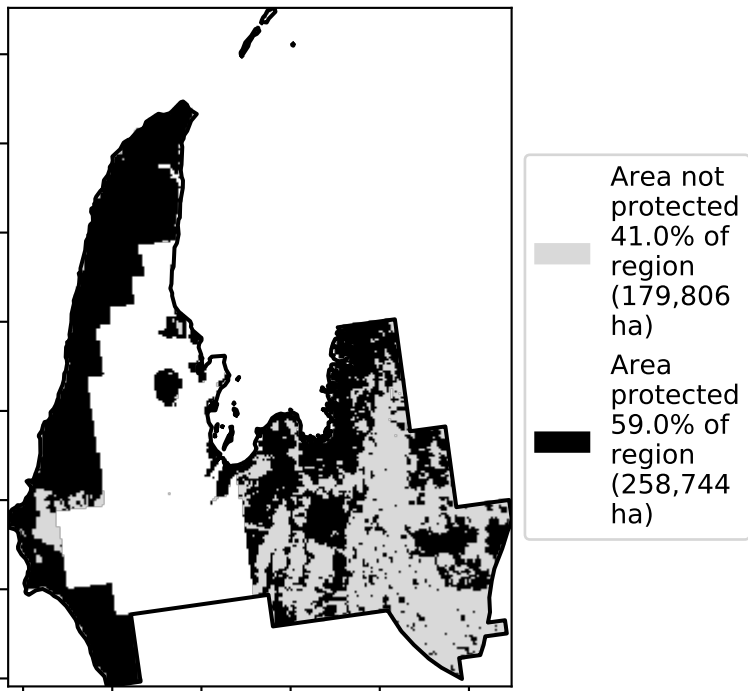 Area not
protected
41.0% of
region
(179,806
ha)
Area
protected
59.0% of
region
(258,744
ha)